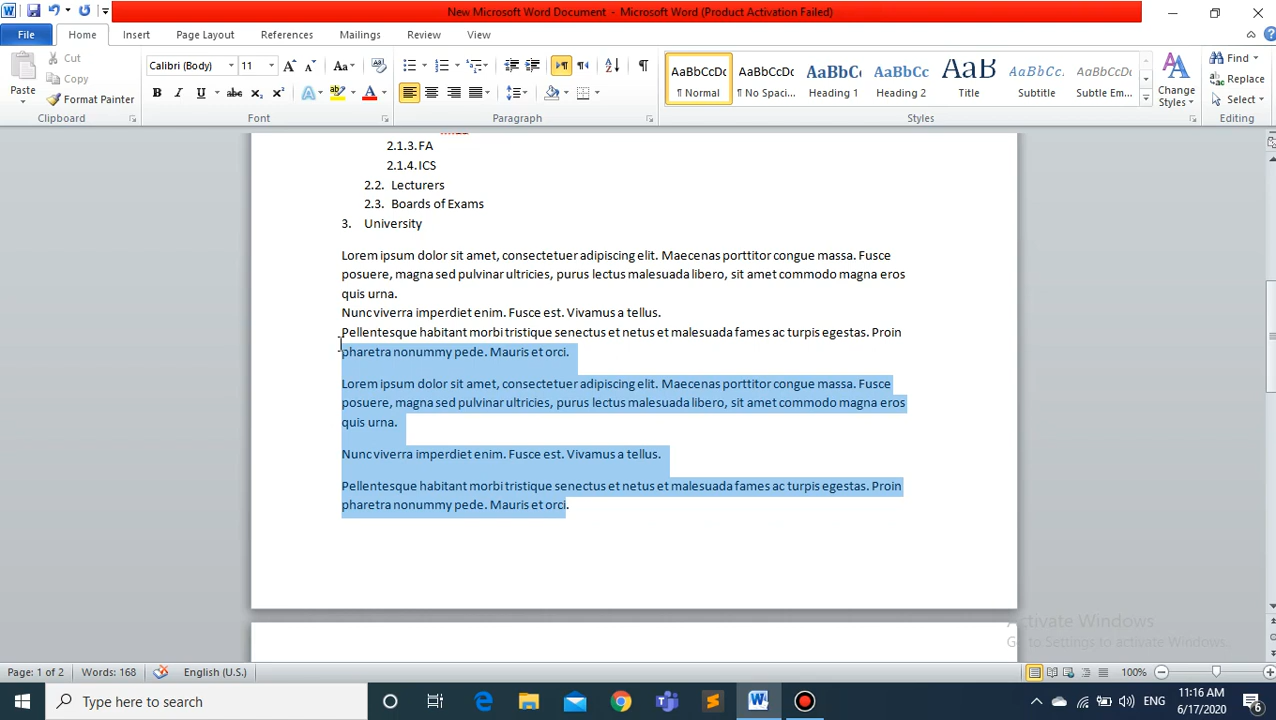 New Microsoft Word Document - Microsoft Word (Product Activation Failed)
File Home Insert Page Layout References Mailings Review View
Cut
Copy
Format Painter
Paste
Clipboard
Calibri (Body) 11
Font
Paragraph
AaBbCcDc AaBbCcDc AaBbC AaBbCc AaB AaBbCc. AaBbCcDc
¶ Normal ¶ No Spaci... Heading 1 Heading 2 Title Subtitle Subtle Em...
Change
Styles
Styles
Find
Replace
Select
Editing
2.1.3. FA
2.1.4. ICS
2.2. Lecturers
2.3. Boards of Exams
3. University
Lorem ipsum dolor sit amet, consectetuer adipiscing elit. Maecenas porttitor congue massa. Fusce
posuere, magna sed pulvinar ultricies, purus lectus malesuada libero, sit amet commodo magna eros
quis urna.
Nunc viverra imperdiet enim. Fusce est. Vivamus a tellus.
Pellentesque habitant morbi tristique senectus et netus et malesuada fames ac turpis egestas. Proin
pharetra nonummy pede. Mauris et orci.
Lorem ipsum dolor sit amet, consectetuer adipiscing elit. Maecenas porttitor congue massa. Fusce
posuere, magna sed pulvinar ultricies, purus lectus malesuada libero, sit amet commodo magna eros
quis urna.
Nunc viverra imperdiet enim. Fusce est. Vivamus a tellus.
Pellentesque habitant morbi tristique senectus et netus et malesuada fames ac turpis egestas. Proin
pharetra nonummy pede. Mauris et orci.
Activate Windows
Go to Settings to activate Windows.
Page: 1 of 2 Words: 168 English (U.S.) 100%
Type here to search
ENG
11:16 AM
6/17/2020
6